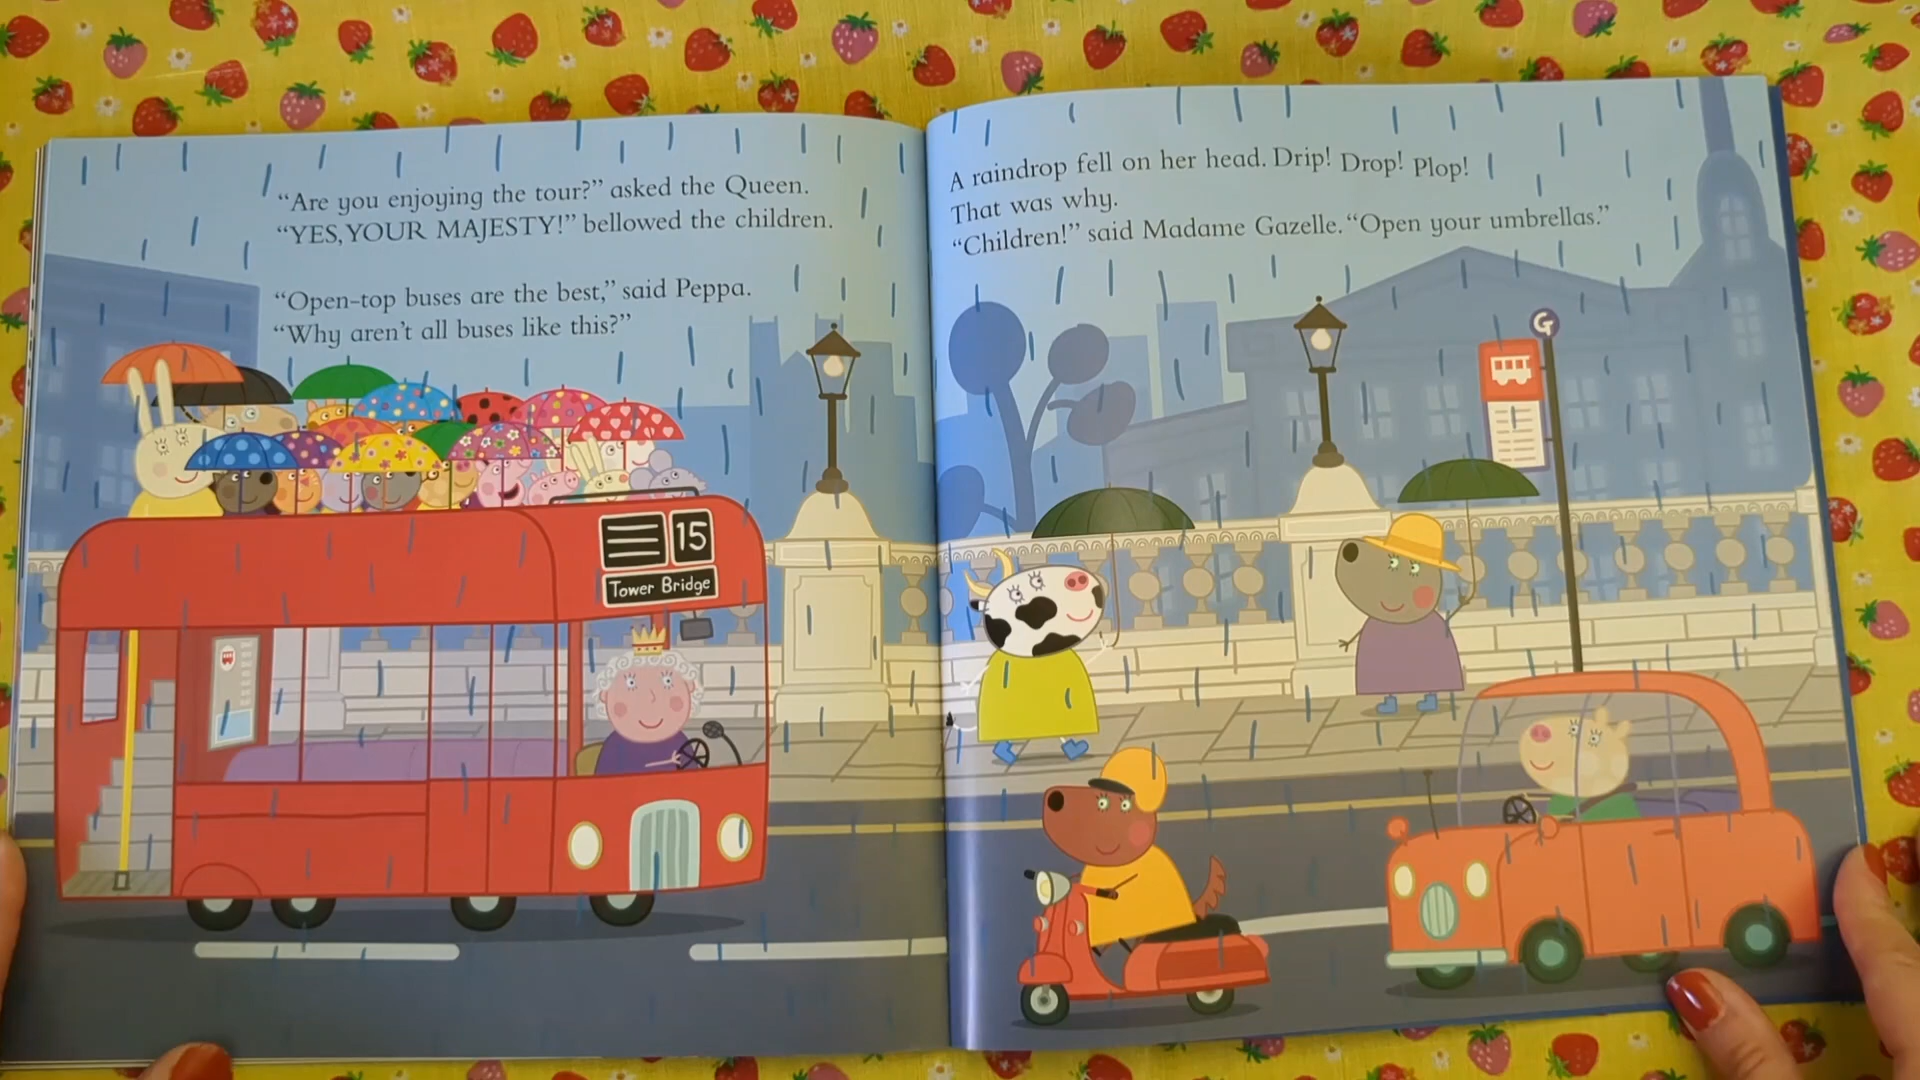 “Are you enjoying the tour?” asked the Queen.
“YES, YOUR MAJESTY!” bellowed the children.
“Open-top buses are the best,” said Peppa.
“Why aren’t all buses like this?”
15
Tower Bridge
A raindrop fell on her head. Drip! Drop! Plop!
That was why.
“Children!” said Madame Gazelle. “Open your umbrellas.”
G